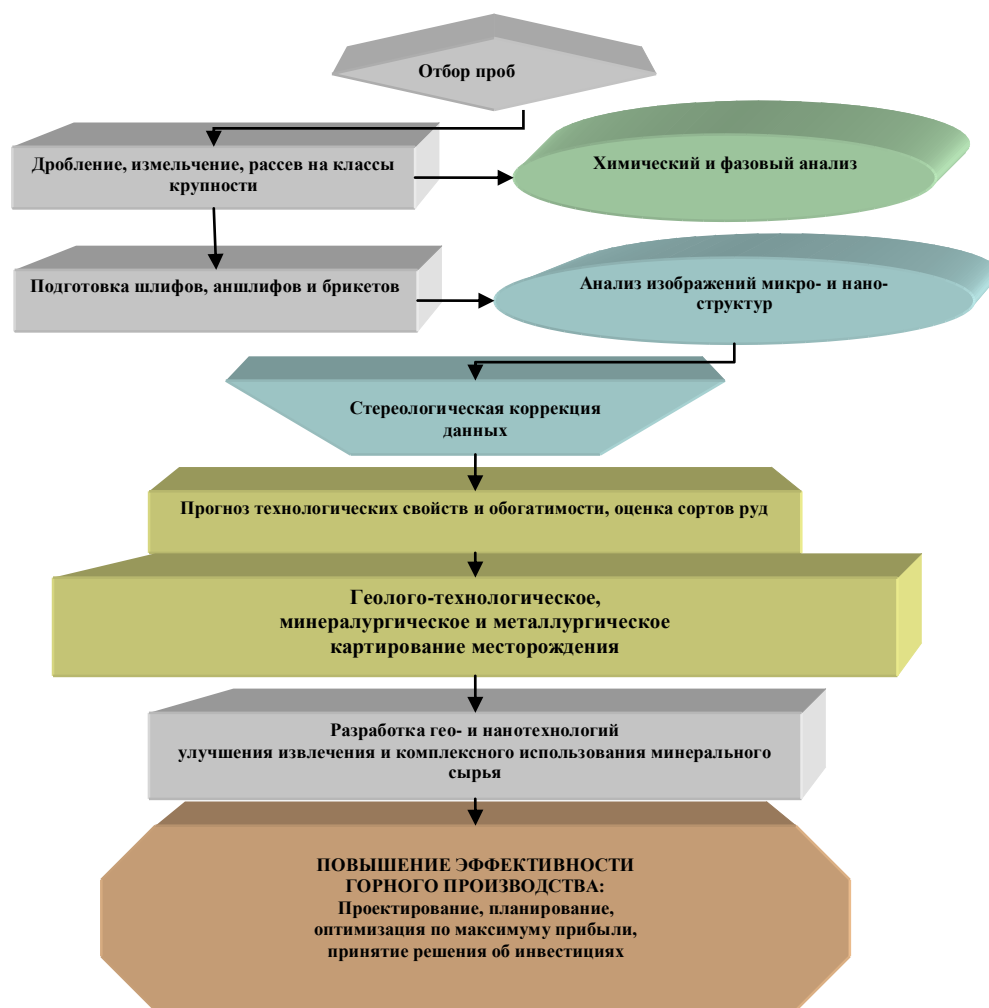 Отбор проб
Дробление, измельчение, рассев на классы
крупности
Химический и фазовый анализ
Подготовка шлифов, аншлифов и брикетов
Анализ изображений микро- и нано-
структур
Стереологическая коррекция
данных
Прогноз технологических свойств и обогатимости, оценка сортов руд
Геолого-технологическое,
минералургическое и металлургическое
картирование месторождения
Разработка гео- и нанотехнологий
улучшения извлечения и комплексного использования минерального
сырья
ПОВЫШЕНИЕ ЭФФЕКТИВНОСТИ
ГОРНОГО ПРОИЗВОДСТВА:
Проектирование, планирование,
оптимизация по максимуму прибыли,
принятие решения об инвестициях